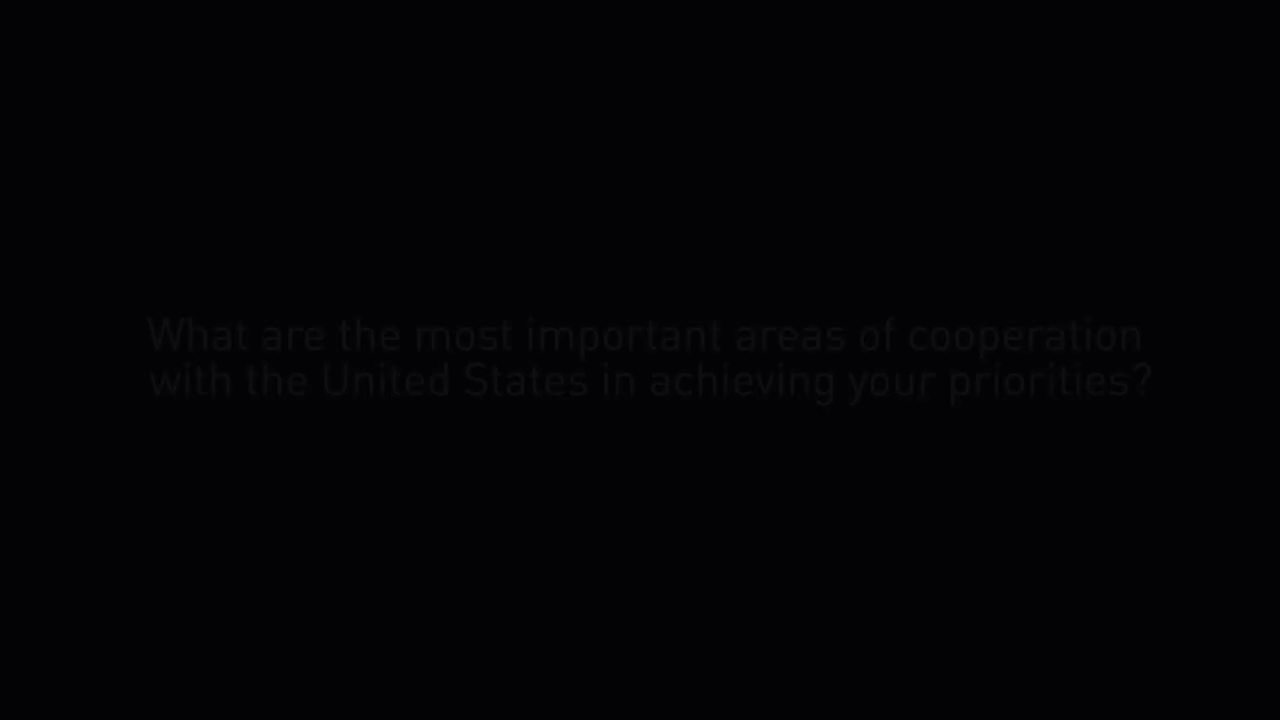 What are the most important areas of cooperation
with the United States in achieving your priorities?